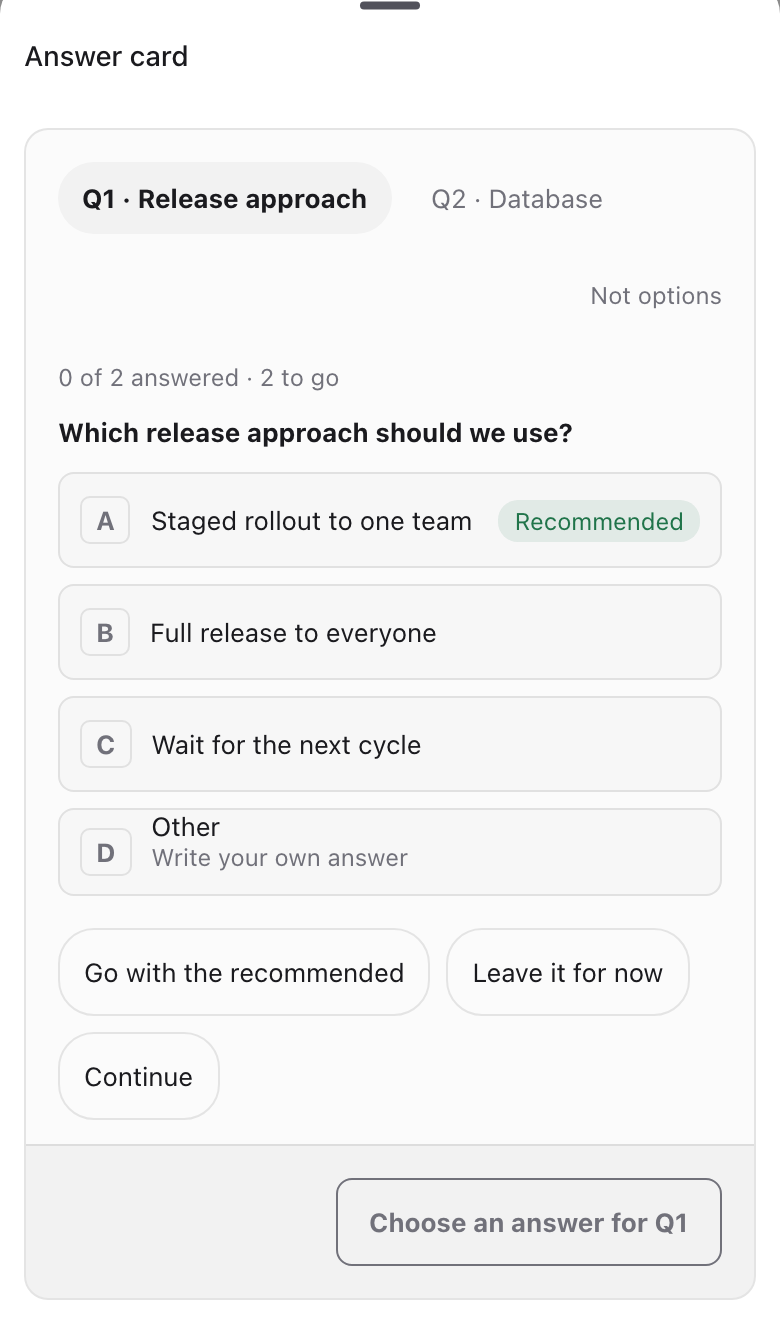 Answer card
Q1 · Release approach
Q2 · Database
Not options
0 of 2 answered · 2 to go
Which release approach should we use?
A Staged rollout to one team Recommended
B Full release to everyone
C Wait for the next cycle
D Other
Write your own answer
Go with the recommended
Leave it for now
Continue
Choose an answer for Q1